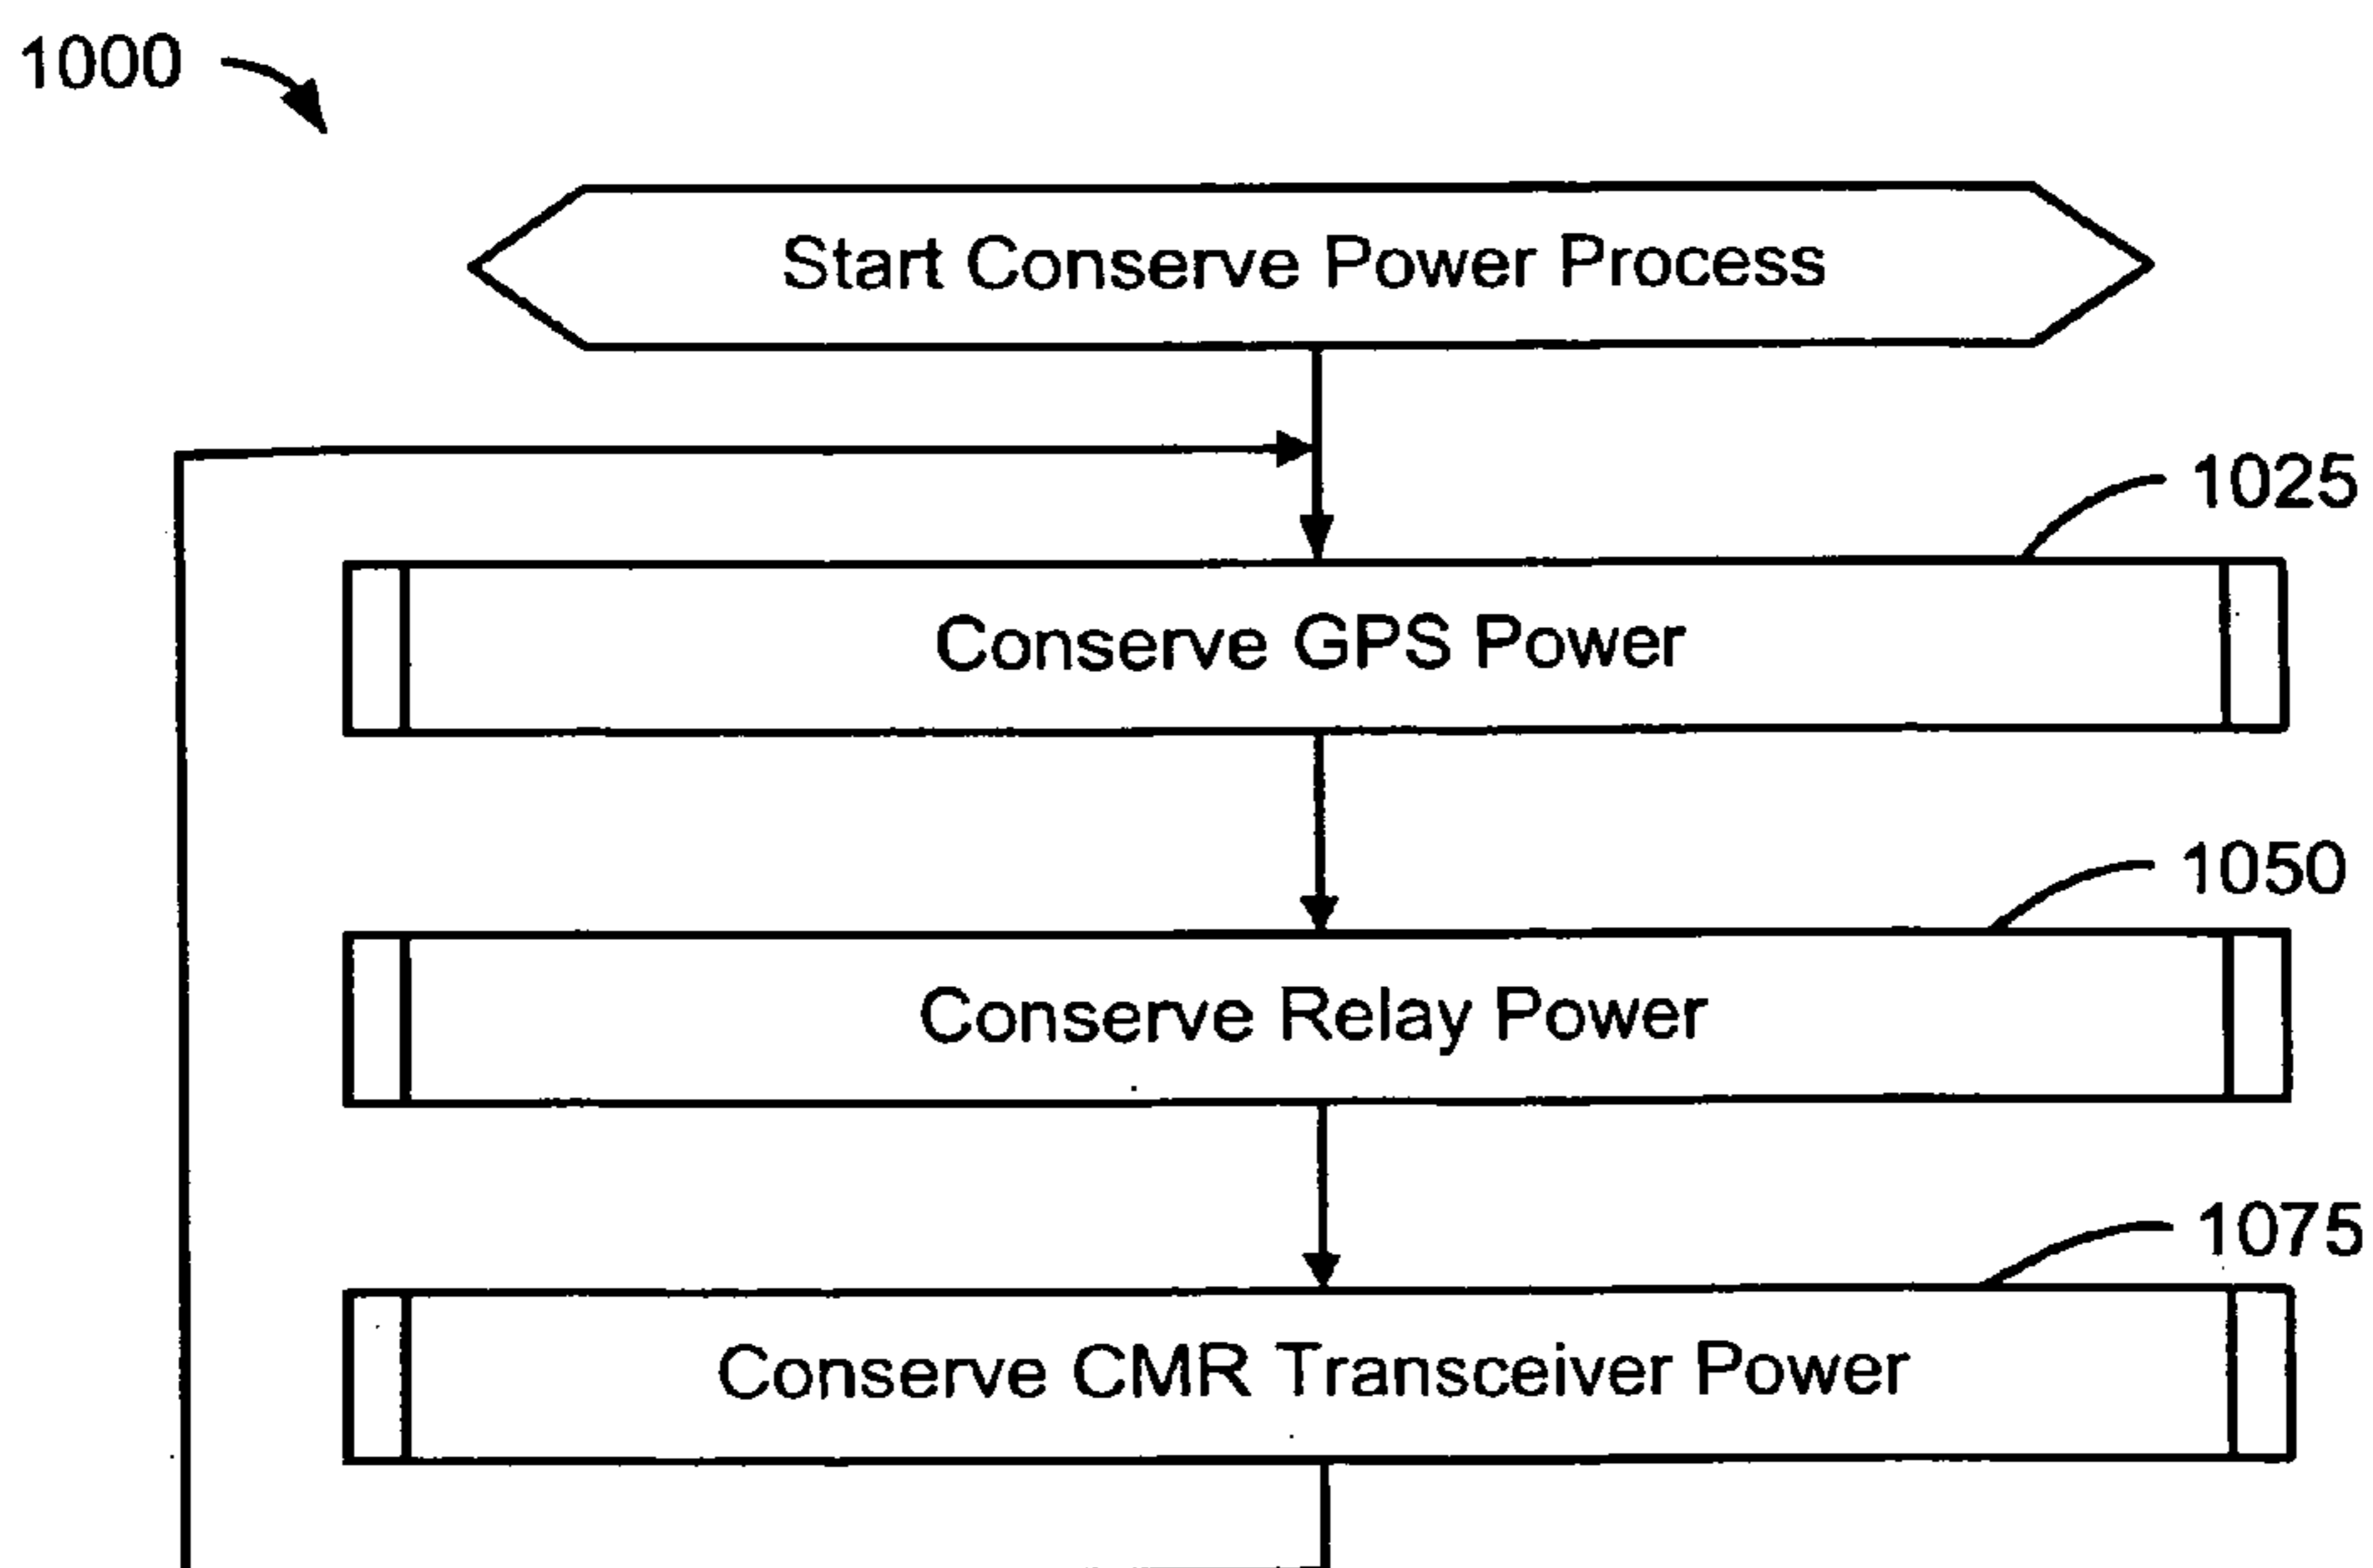 1000
Start Conserve Power Process
1025
Conserve GPS Power
1050
Conserve Relay Power
1075
Conserve CMR Transceiver Power